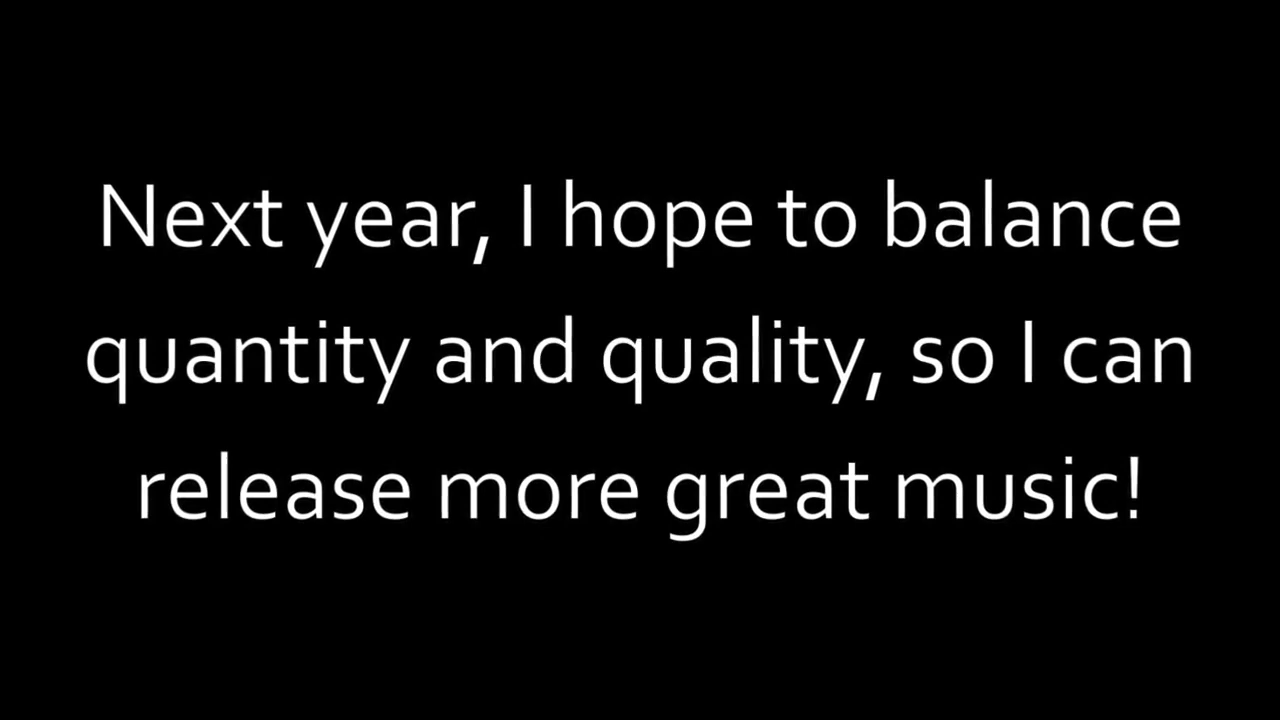 Next year, I hope to balance
quantity and quality, so I can
release more great music!